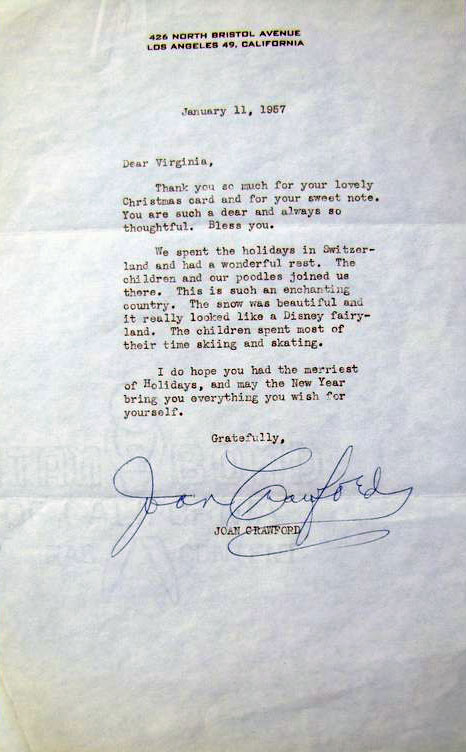 426 NORTH BRISTOL AVENUE
LOS ANGELES 49, CALIFORNIA
January 11, 1957
Dear Virginia,
Thank you so much for your lovely
Christmas card and for your sweet note.
You are such a dear and always so
thoughtful. Bless you.
We spent the holidays in Switzer-
land and had a wonderful rest. The
children and our poodles joined us
there. This is such an enchanting
country. The snow was beautiful and
it really looked like a Disney fairy-
land. The children spent most of
their time skiing and skating.
I do hope you had the merriest
of Holidays, and may the New Year
bring you everything you wish for
yourself.
Gratefully,
Joan Crawford
JOAN CRAWFORD